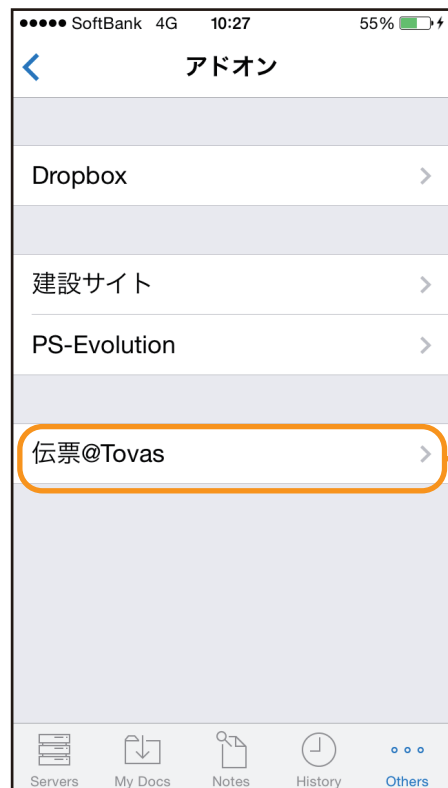 SoftBank 4G 10:27 55%
アドオン
Dropbox
建設サイト
PS-Evolution
伝票@Tovas
Servers My Docs Notes History Others